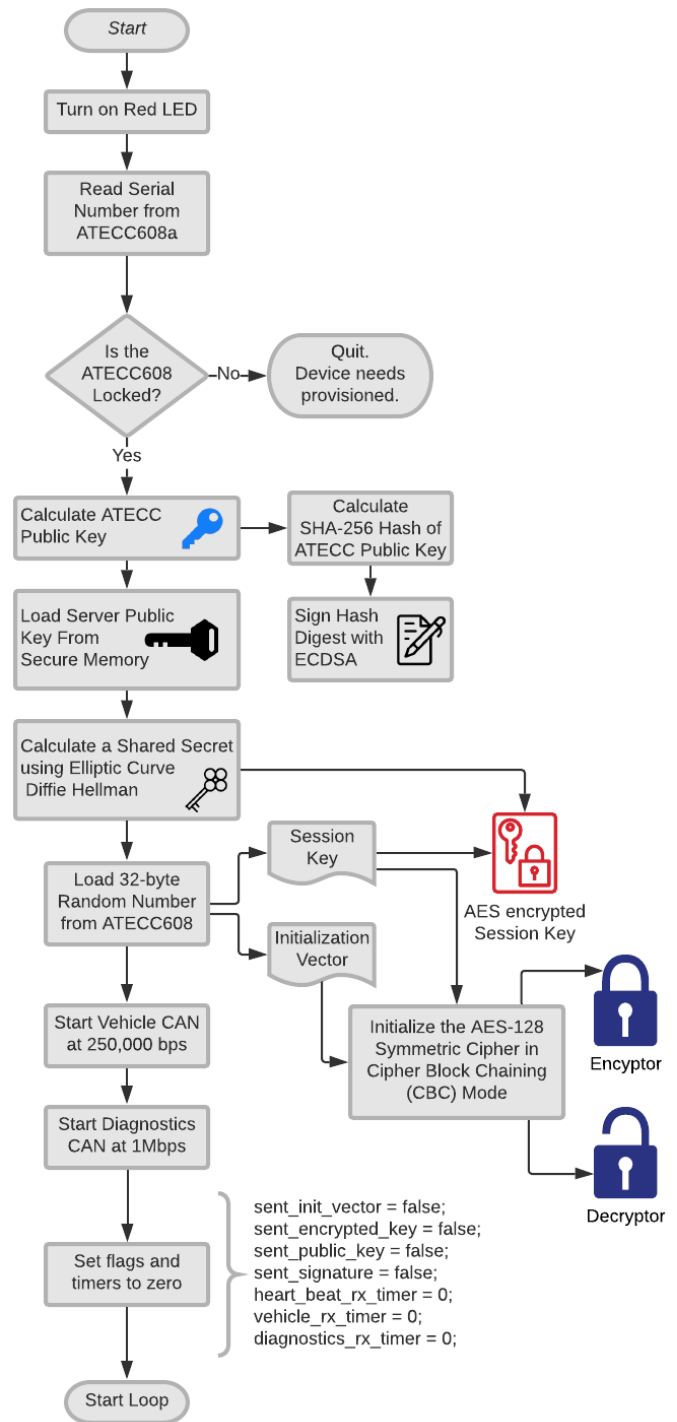 Start
Turn on Red LED
Read Serial
Number from
ATECC608a
Is the
ATECC608
Locked?
No
Quit.
Device needs
provisioned.
Yes
Calculate ATECC
Public Key
Calculate
SHA-256 Hash of
ATECC Public Key
Load Server Public
Key From
Secure Memory
Sign Hash
Digest with
ECDSA
Calculate a Shared Secret
using Elliptic Curve
Diffie Hellman
Session
Key
AES encrypted
Session Key
Load 32-byte
Random Number
from ATECC608
Initialization
Vector
Start Vehicle CAN
at 250,000 bps
Initialize the AES-128
Symmetric Cipher in
Cipher Block Chaining
(CBC) Mode
Encyptor
Start Diagnostics
CAN at 1Mbps
Decryptor
Set flags and
timers to zero
sent_init_vector = false;
sent_encrypted_key = false;
sent_public_key = false;
sent_signature = false;
heart_beat_rx_timer = 0;
vehicle_rx_timer = 0;
diagnostics_rx_timer = 0;
Start Loop